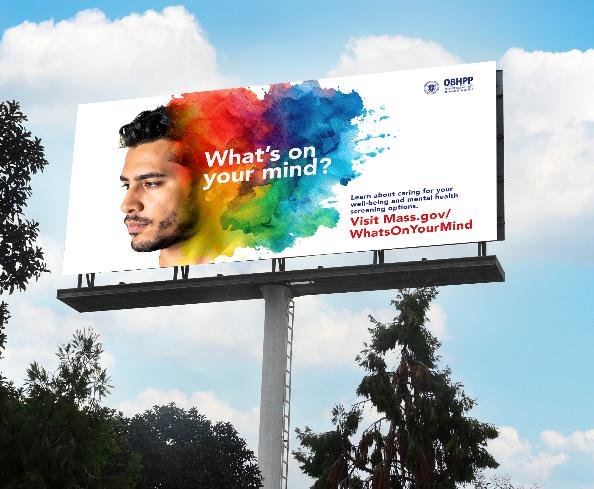 OBHPP
What's on
your mind?
Learn about caring for your
well-being and mental health
screening options.
Visit Mass.gov/
WhatsOnYourMind